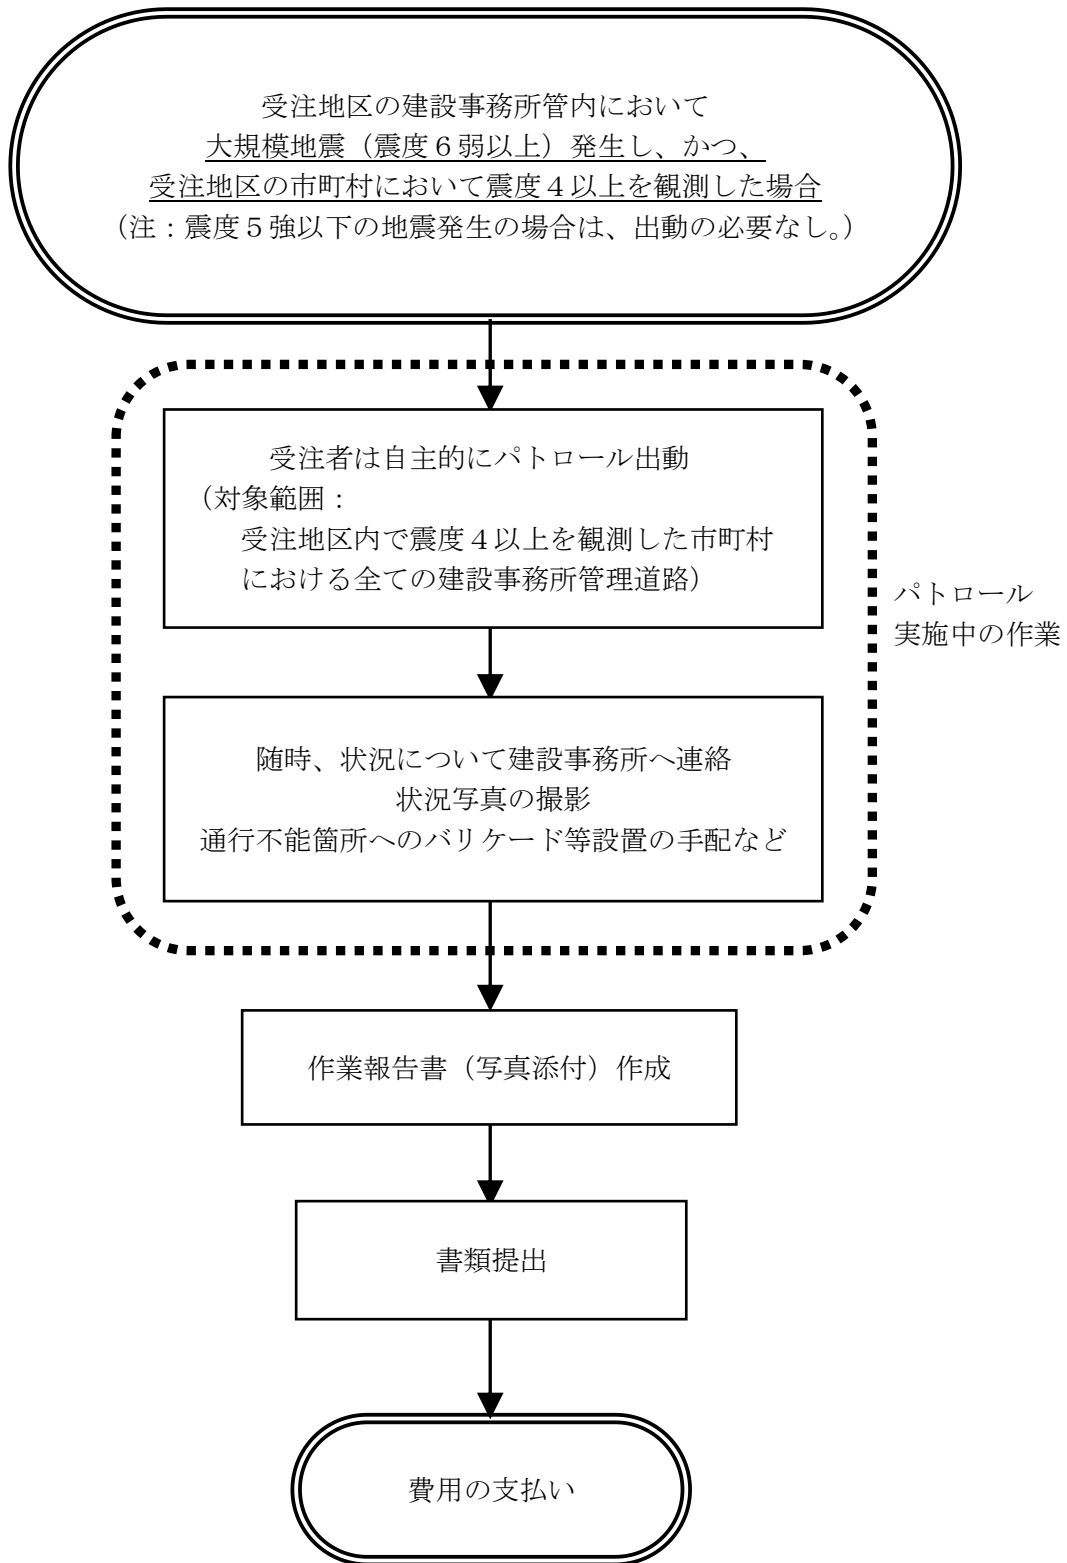 受注地区の建設事務所管内において
大規模地震（震度６弱以上）発生し、かつ、
受注地区の市町村において震度４以上を観測した場合
（注：震度５強以下の地震発生の場合は、出動の必要なし。）
受注者は自主的にパトロール出動
（対象範囲：
受注地区内で震度４以上を観測した市町村
における全ての建設事務所管理道路）
パトロール
実施中の作業
随時、状況について建設事務所へ連絡
状況写真の撮影
通行不能箇所へのバリケード等設置の手配など
作業報告書（写真添付）作成
書類提出
費用の支払い